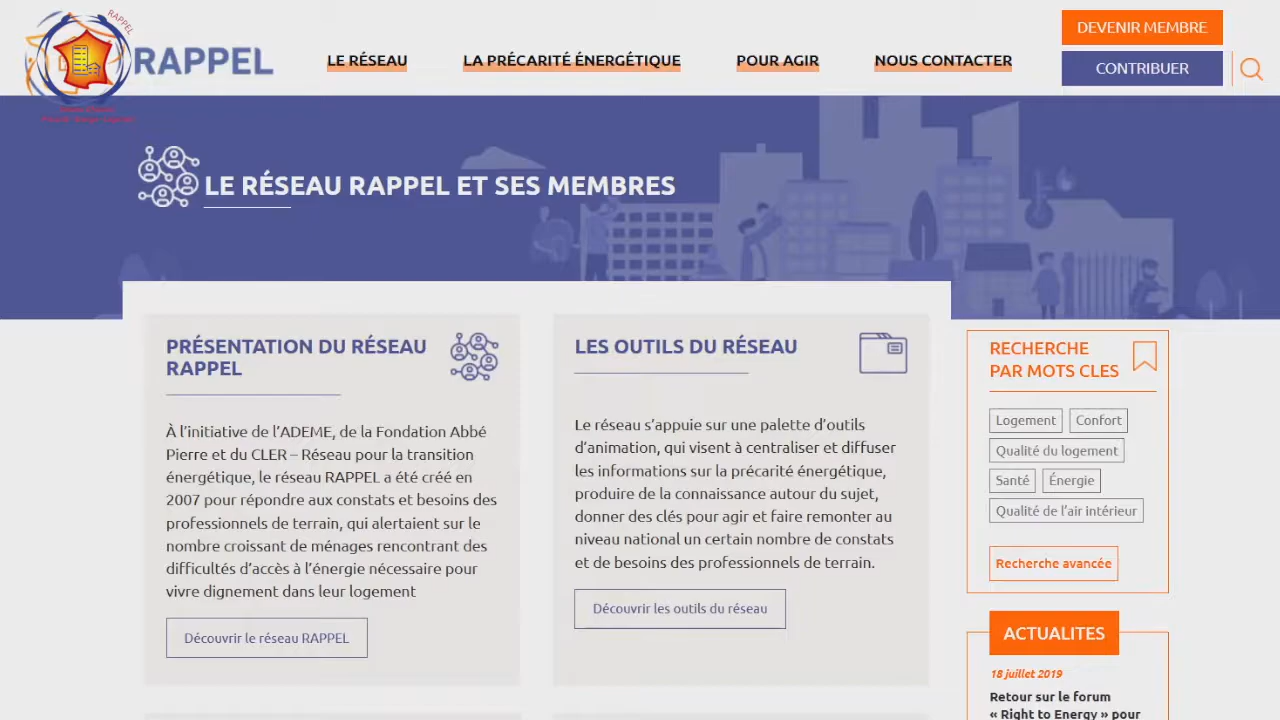 RAPPEL
RAPPEL
LE RÉSEAU
LA PRÉCARITÉ ÉNERGÉTIQUE
POUR AGIR
NOUS CONTACTER
DEVENIR MEMBRE
CONTRIBUER
LE RÉSEAU RAPPEL ET SES MEMBRES
PRÉSENTATION DU RÉSEAU
RAPPEL
À l’initiative de l’ADEME, de la Fondation Abbé
Pierre et du CLER – Réseau pour la transition
énergétique, le réseau RAPPEL a été créé en
2007 pour répondre aux constats et besoins des
professionnels de terrain, qui alertaient sur le
nombre croissant de ménages rencontrant des
difficultés d’accès à l’énergie nécessaire pour
vivre dignement dans leur logement
Découvrir le réseau RAPPEL
LES OUTILS DU RÉSEAU
Le réseau s’appuie sur une palette d’outils
d’animation, qui visent à centraliser et diffuser
les informations sur la précarité énergétique,
produire de la connaissance autour du sujet,
donner des clés pour agir et faire remonter au
niveau national un certain nombre de constats
et de besoins des professionnels de terrain.
Découvrir les outils du réseau
RECHERCHE
PAR MOTS CLES
Logement Confort
Qualité du logement
Santé Énergie
Qualité de l’air intérieur
Recherche avancée
ACTUALITES
18 juillet 2019
Retour sur le forum
« Right to Energy » pour